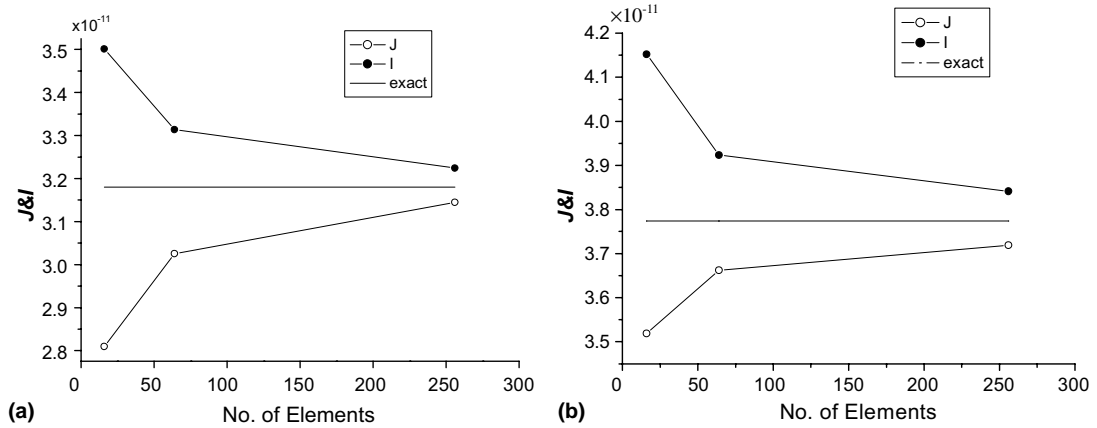 x10⁻¹¹
3.5
3.4
3.3
3.2
3.1
3.0
2.9
2.8
J&I
J
I
exact
0 50 100 150 200 250 300
No. of Elements
(a)
×10⁻¹¹
4.2
4.1
4.0
3.9
3.8
3.7
3.6
3.5
J&I
J
I
exact
0 50 100 150 200 250 300
No. of Elements
(b)